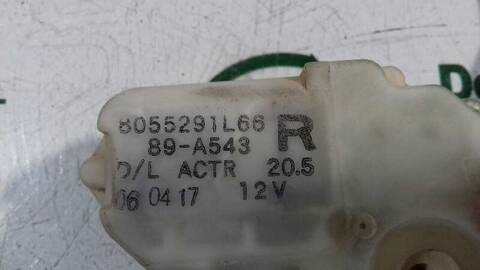 8055291L66 R
89-A543
D/L ACTR 20.5
06 04 17 12V